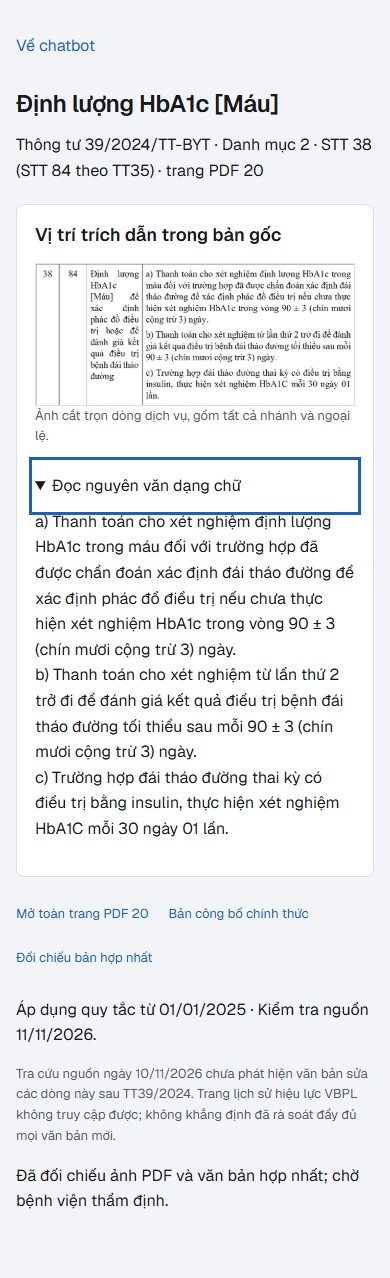 Về chatbot
Định lượng HbA1c [Máu]
Thông tư 39/2024/TT-BYT · Danh mục 2 · STT 38
(STT 84 theo TT35) · trang PDF 20
Vị trí trích dẫn trong bản gốc
38
84
Định lượng
HbA1c
[Máu] để
xác định
phác đồ điều
trị hoặc để
đánh giá kết
quả điều trị
bệnh đái tháo
đường
a) Thanh toán cho xét nghiệm định lượng HbA1c trong
máu đối với trường hợp đã được chẩn đoán xác định đái
tháo đường để xác định phác đồ điều trị nếu chưa thực
hiện xét nghiệm HbA1c trong vòng 90 ± 3 (chín mươi
cộng trừ 3) ngày.
b) Thanh toán cho xét nghiệm từ lần thứ 2 trở đi để đánh
giá kết quả điều trị bệnh đái tháo đường tối thiểu sau mỗi
90 ± 3 (chín mươi cộng trừ 3) ngày.
c) Trường hợp đái tháo đường thai kỳ có điều trị bằng
insulin, thực hiện xét nghiệm HbA1C mỗi 30 ngày 01
lần.
Ảnh cắt trọn dòng dịch vụ, gồm tất cả nhánh và ngoại
lệ.
▼ Đọc nguyên văn dạng chữ
a) Thanh toán cho xét nghiệm định lượng
HbA1c trong máu đối với trường hợp đã
được chẩn đoán xác định đái tháo đường để
xác định phác đồ điều trị nếu chưa thực
hiện xét nghiệm HbA1c trong vòng 90 ± 3
(chín mươi cộng trừ 3) ngày.
b) Thanh toán cho xét nghiệm từ lần thứ 2
trở đi để đánh giá kết quả điều trị bệnh đái
tháo đường tối thiểu sau mỗi 90 ± 3 (chín
mươi cộng trừ 3) ngày.
c) Trường hợp đái tháo đường thai kỳ có
điều trị bằng insulin, thực hiện xét nghiệm
HbA1C mỗi 30 ngày 01 lần.
Mở toàn trang PDF 20
Bản công bố chính thức
Đối chiếu bản hợp nhất
Áp dụng quy tắc từ 01/01/2025 · Kiểm tra nguồn
11/11/2026.
Tra cứu nguồn ngày 10/11/2026 chưa phát hiện văn bản sửa
các dòng này sau TT39/2024. Trang lịch sử hiệu lực VBPL
không truy cập được; không khẳng định đã rà soát đầy đủ
mọi văn bản mới.
Đã đối chiếu ảnh PDF và văn bản hợp nhất; chờ
bệnh viện thẩm định.